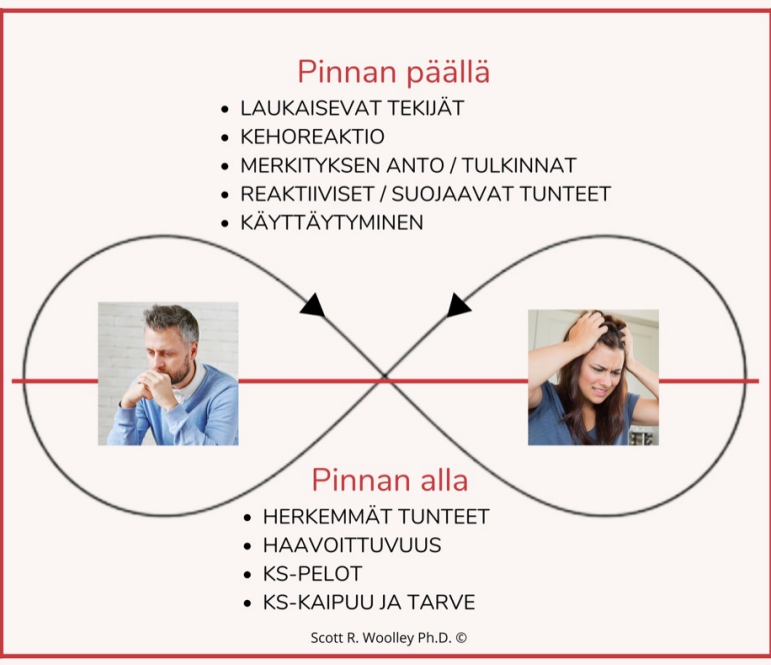 Pinnan päällä
• LAUKAISEVAT TEKIJÄT
• KEHOREAKTIO
• MERKITYKSEN ANTO / TULKINNAT
• REAKTIIVISET / SUOJAAVAT TUNTEET
• KÄYTTÄYTYMINEN
Pinnan alla
• HERKEMMÄT TUNTEET
• HAAVOITTUVUUS
• KS-PELOT
• KS-KAIPUU JA TARVE
Scott R. Woolley Ph.D. ©